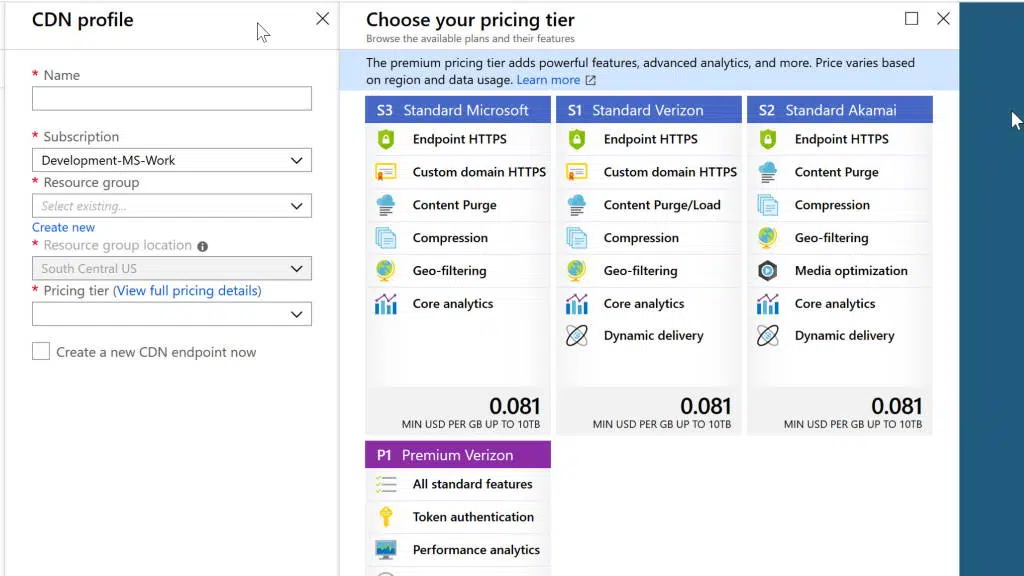 CDN profile
* Name
* Subscription
Development-MS-Work
* Resource group
Select existing...
Create new
* Resource group location
South Central US
* Pricing tier (View full pricing details)
Create a new CDN endpoint now
Choose your pricing tier
Browse the available plans and their features
The premium pricing tier adds powerful features, advanced analytics, and more. Price varies based
on region and data usage. Learn more
S3 Standard Microsoft
Endpoint HTTPS
Custom domain HTTPS
Content Purge
Compression
Geo-filtering
Core analytics
0.081
MIN USD PER GB UP TO 10TB
S1 Standard Verizon
Endpoint HTTPS
Custom domain HTTPS
Content Purge/Load
Compression
Geo-filtering
Core analytics
Dynamic delivery
0.081
MIN USD PER GB UP TO 10TB
S2 Standard Akamai
Endpoint HTTPS
Content Purge
Compression
Geo-filtering
Media optimization
Core analytics
Dynamic delivery
0.081
MIN USD PER GB UP TO 10TB
P1 Premium Verizon
All standard features
Token authentication
Performance analytics